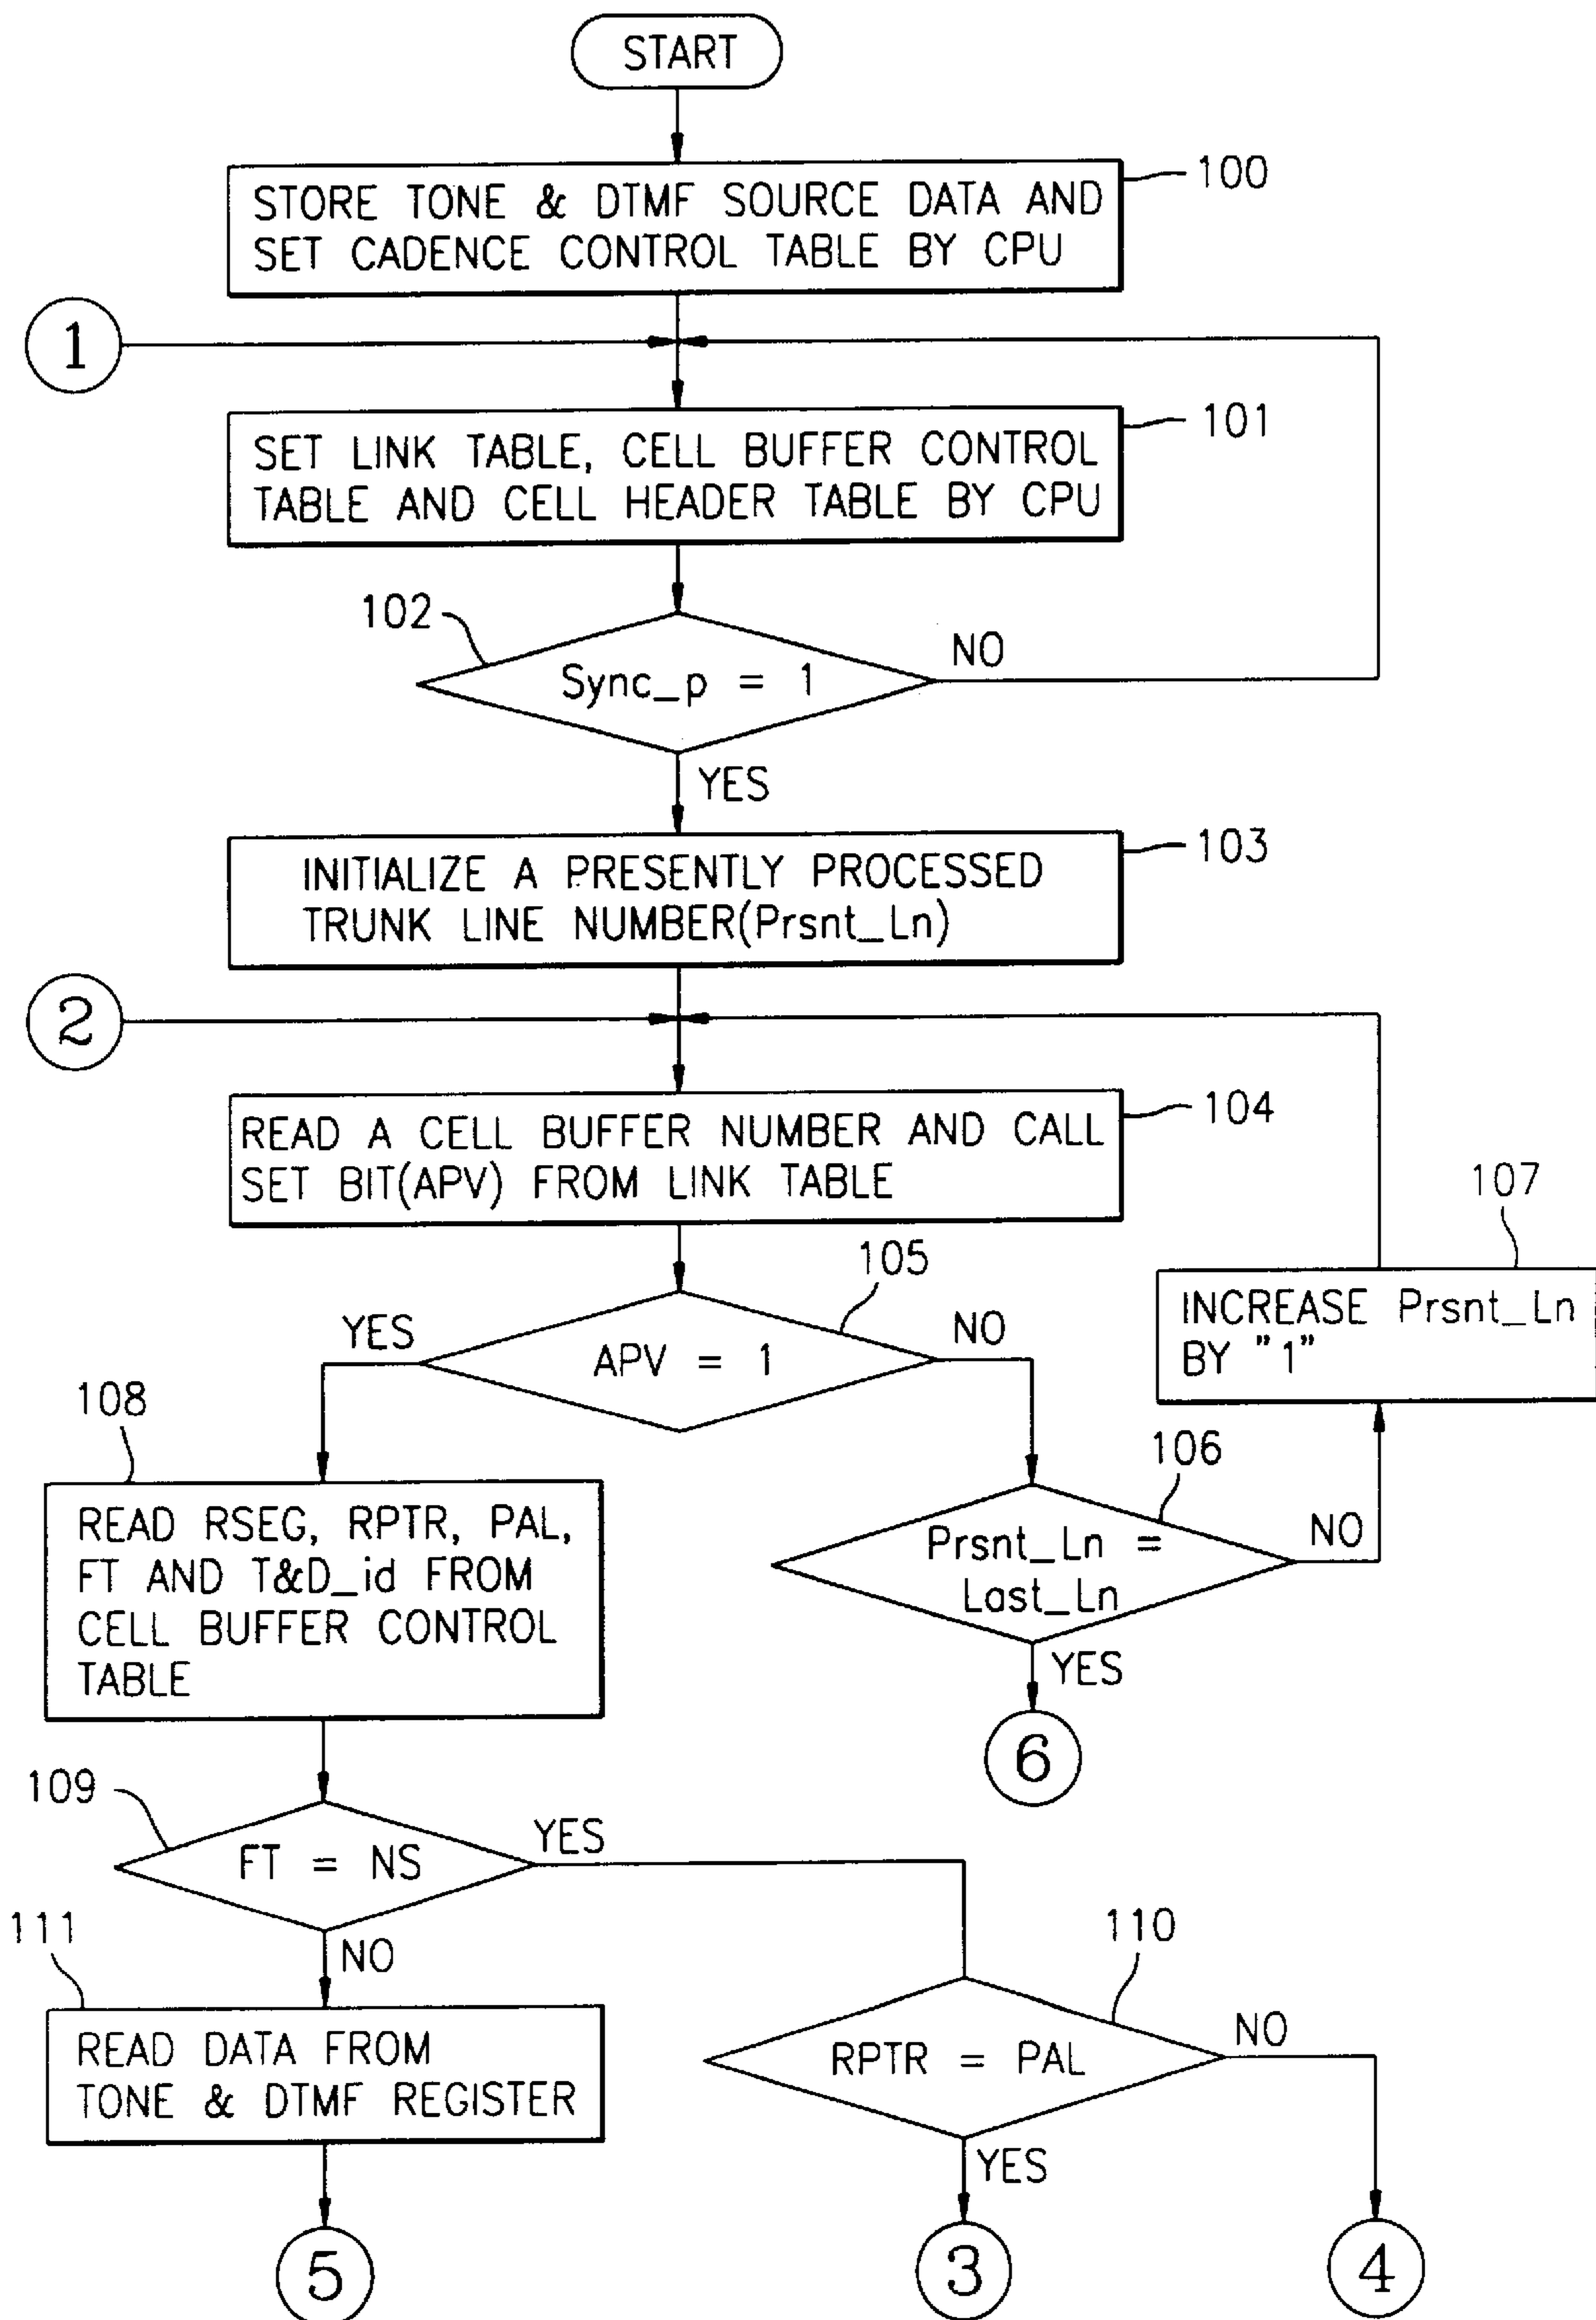 START
STORE TONE & DTMF SOURCE DATA AND
SET CADENCE CONTROL TABLE BY CPU
100
1
SET LINK TABLE, CELL BUFFER CONTROL
TABLE AND CELL HEADER TABLE BY CPU
101
102
Sync_p = 1
NO
YES
INITIALIZE A PRESENTLY PROCESSED
TRUNK LINE NUMBER(Prsnt_Ln)
103
2
READ A CELL BUFFER NUMBER AND CALL
SET BIT(APV) FROM LINK TABLE
104
105
APV = 1
YES
NO
107
INCREASE Prsnt_Ln
BY "1"
106
Prsnt_Ln =
Last_Ln
NO
YES
6
108
READ RSEG, RPTR, PAL,
FT AND T&D_id FROM
CELL BUFFER CONTROL
TABLE
109
FT = NS
YES
NO
111
READ DATA FROM
TONE & DTMF REGISTER
5
110
RPTR = PAL
NO
YES
3
4